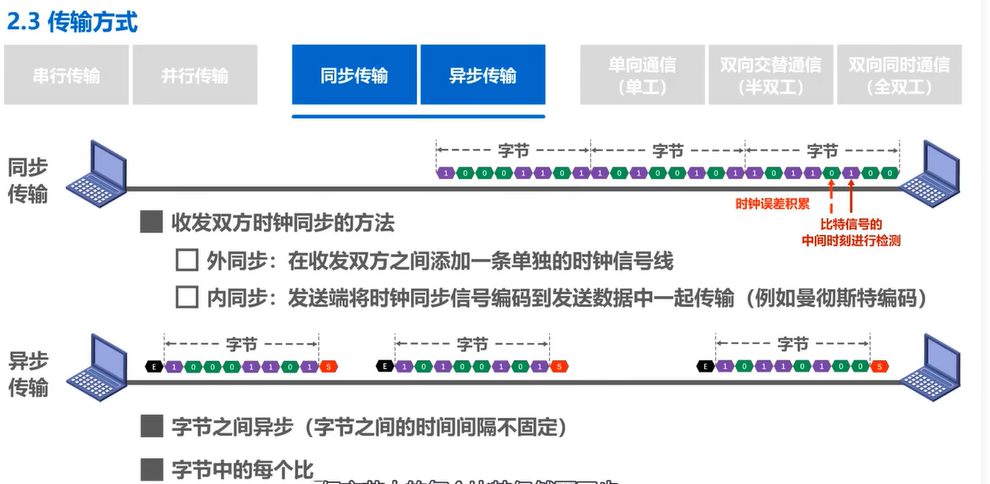 2.3 传输方式
串行传输
并行传输
同步传输
异步传输
单向通信
（单工）
双向交替通信
（半双工）
双向同时通信
（全双工）
同步
传输
字节
字节
字节
1 0 0 0 1 1 0 1 1 0 1 0 0 1 0 1 1 0 1 1 0 1 0 0
时钟误差积累
比特信号的
中间时刻进行检测
收发双方时钟同步的方法
外同步：在收发双方之间添加一条单独的时钟信号线
内同步：发送端将时钟同步信号编码到发送数据中一起传输（例如曼彻斯特编码）
异步
传输
字节
字节
字节
E 1 0 0 0 1 1 0 1 S
E 1 0 1 0 0 1 0 1 S
E 1 0 1 1 0 1 0 0 S
字节之间异步（字节之间的时间间隔不固定）
字节中的每个比